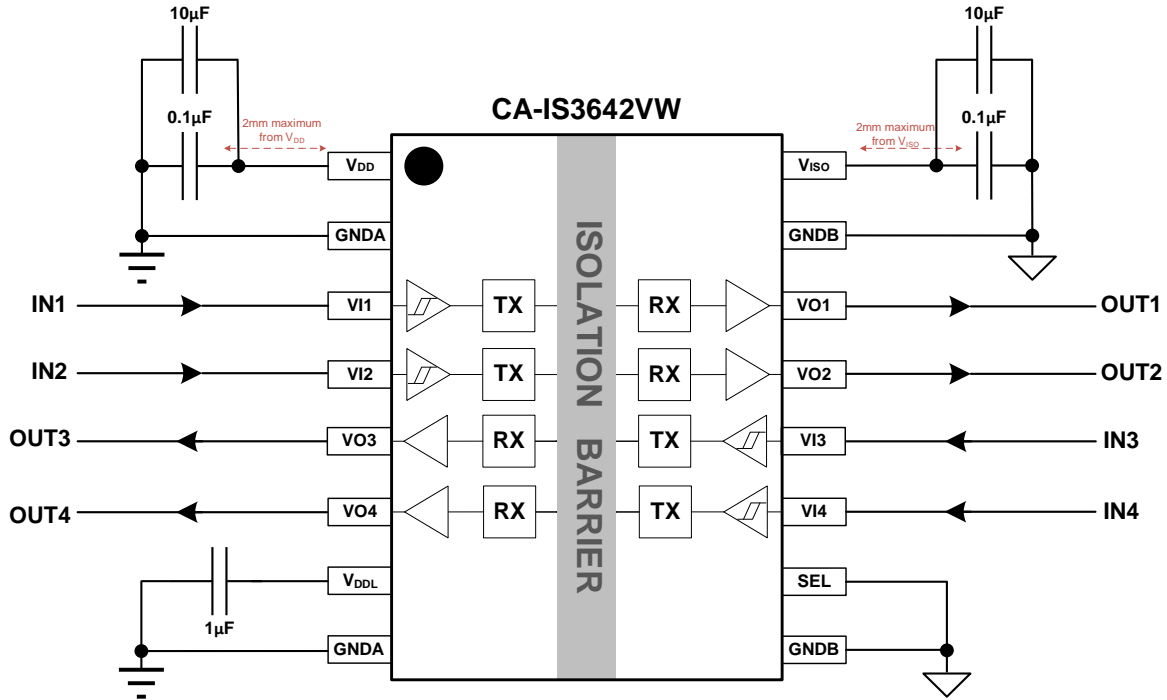 10µF
10µF
CA-IS3642VW
0.1µF
0.1µF
2mm maximum
from VDD
2mm maximum
from VISO
VDD
VISO
GNDA
GNDB
ISOLATION BARRIER
IN1
VI1
TX
RX
VO1
OUT1
IN2
VI2
TX
RX
VO2
OUT2
OUT3
VO3
RX
TX
VI3
IN3
OUT4
VO4
RX
TX
VI4
IN4
VDDL
SEL
1µF
GNDA
GNDB